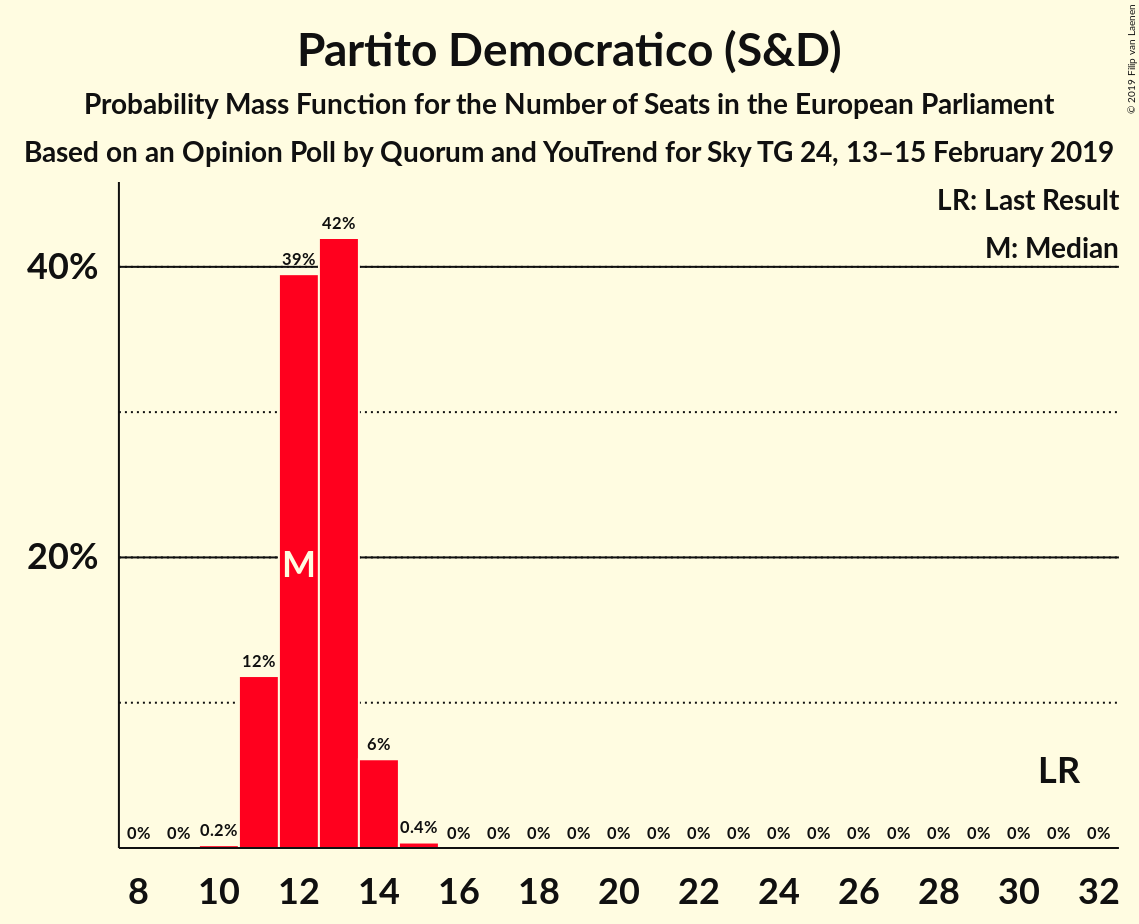 © 2019 Filip van Laenen
Partito Democratico (S&D)
Probability Mass Function for the Number of Seats in the European Parliament
Based on an Opinion Poll by Quorum and YouTrend for Sky TG 24, 13–15 February 2019
LR: Last Result
M: Median
40%
20%
0% 0% 0.2% 12% 39% 42% 6% 0.4% 0% 0% 0% 0% 0% 0% 0% 0% 0% 0% 0% 0% 0% 0% 0% 0% 0%
M
LR
8 10 12 14 16 18 20 22 24 26 28 30 32